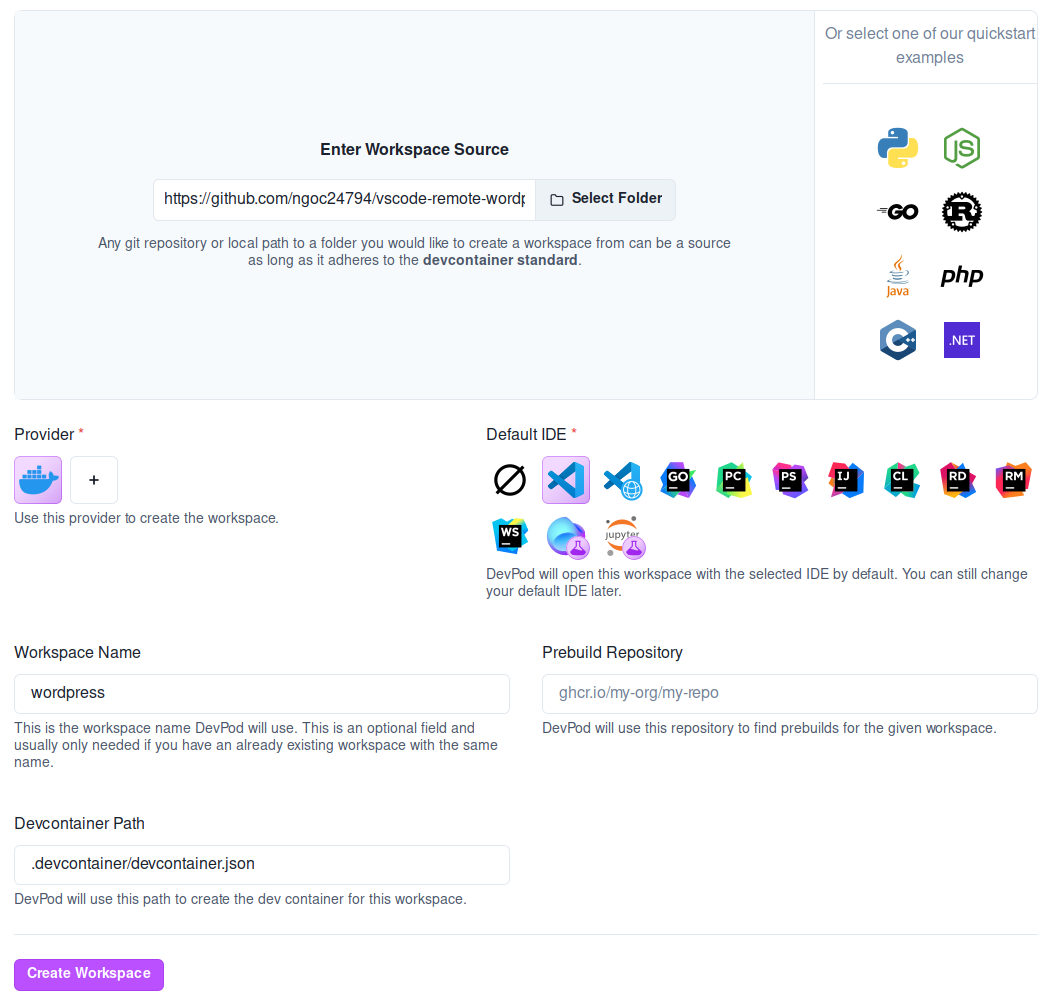 Or select one of our quickstart
examples
Enter Workspace Source
https://github.com/ngoc24794/vscode-remote-wordp
Select Folder
Any git repository or local path to a folder you would like to create a workspace from can be a source
as long as it adheres to the devcontainer standard.
JS
GO
R
Java
php
C++
.NET
Provider *
+
Use this provider to create the workspace.
Default IDE *
GO
PC
PS
IJ
CL
RD
RM
WS
jupyter
DevPod will open this workspace with the selected IDE by default. You can still change
your default IDE later.
Workspace Name
wordpress
This is the workspace name DevPod will use. This is an optional field and
usually only needed if you have an already existing workspace with the same
name.
Prebuild Repository
ghcr.io/my-org/my-repo
DevPod will use this repository to find prebuilds for the given workspace.
Devcontainer Path
.devcontainer/devcontainer.json
DevPod will use this path to create the dev container for this workspace.
Create Workspace